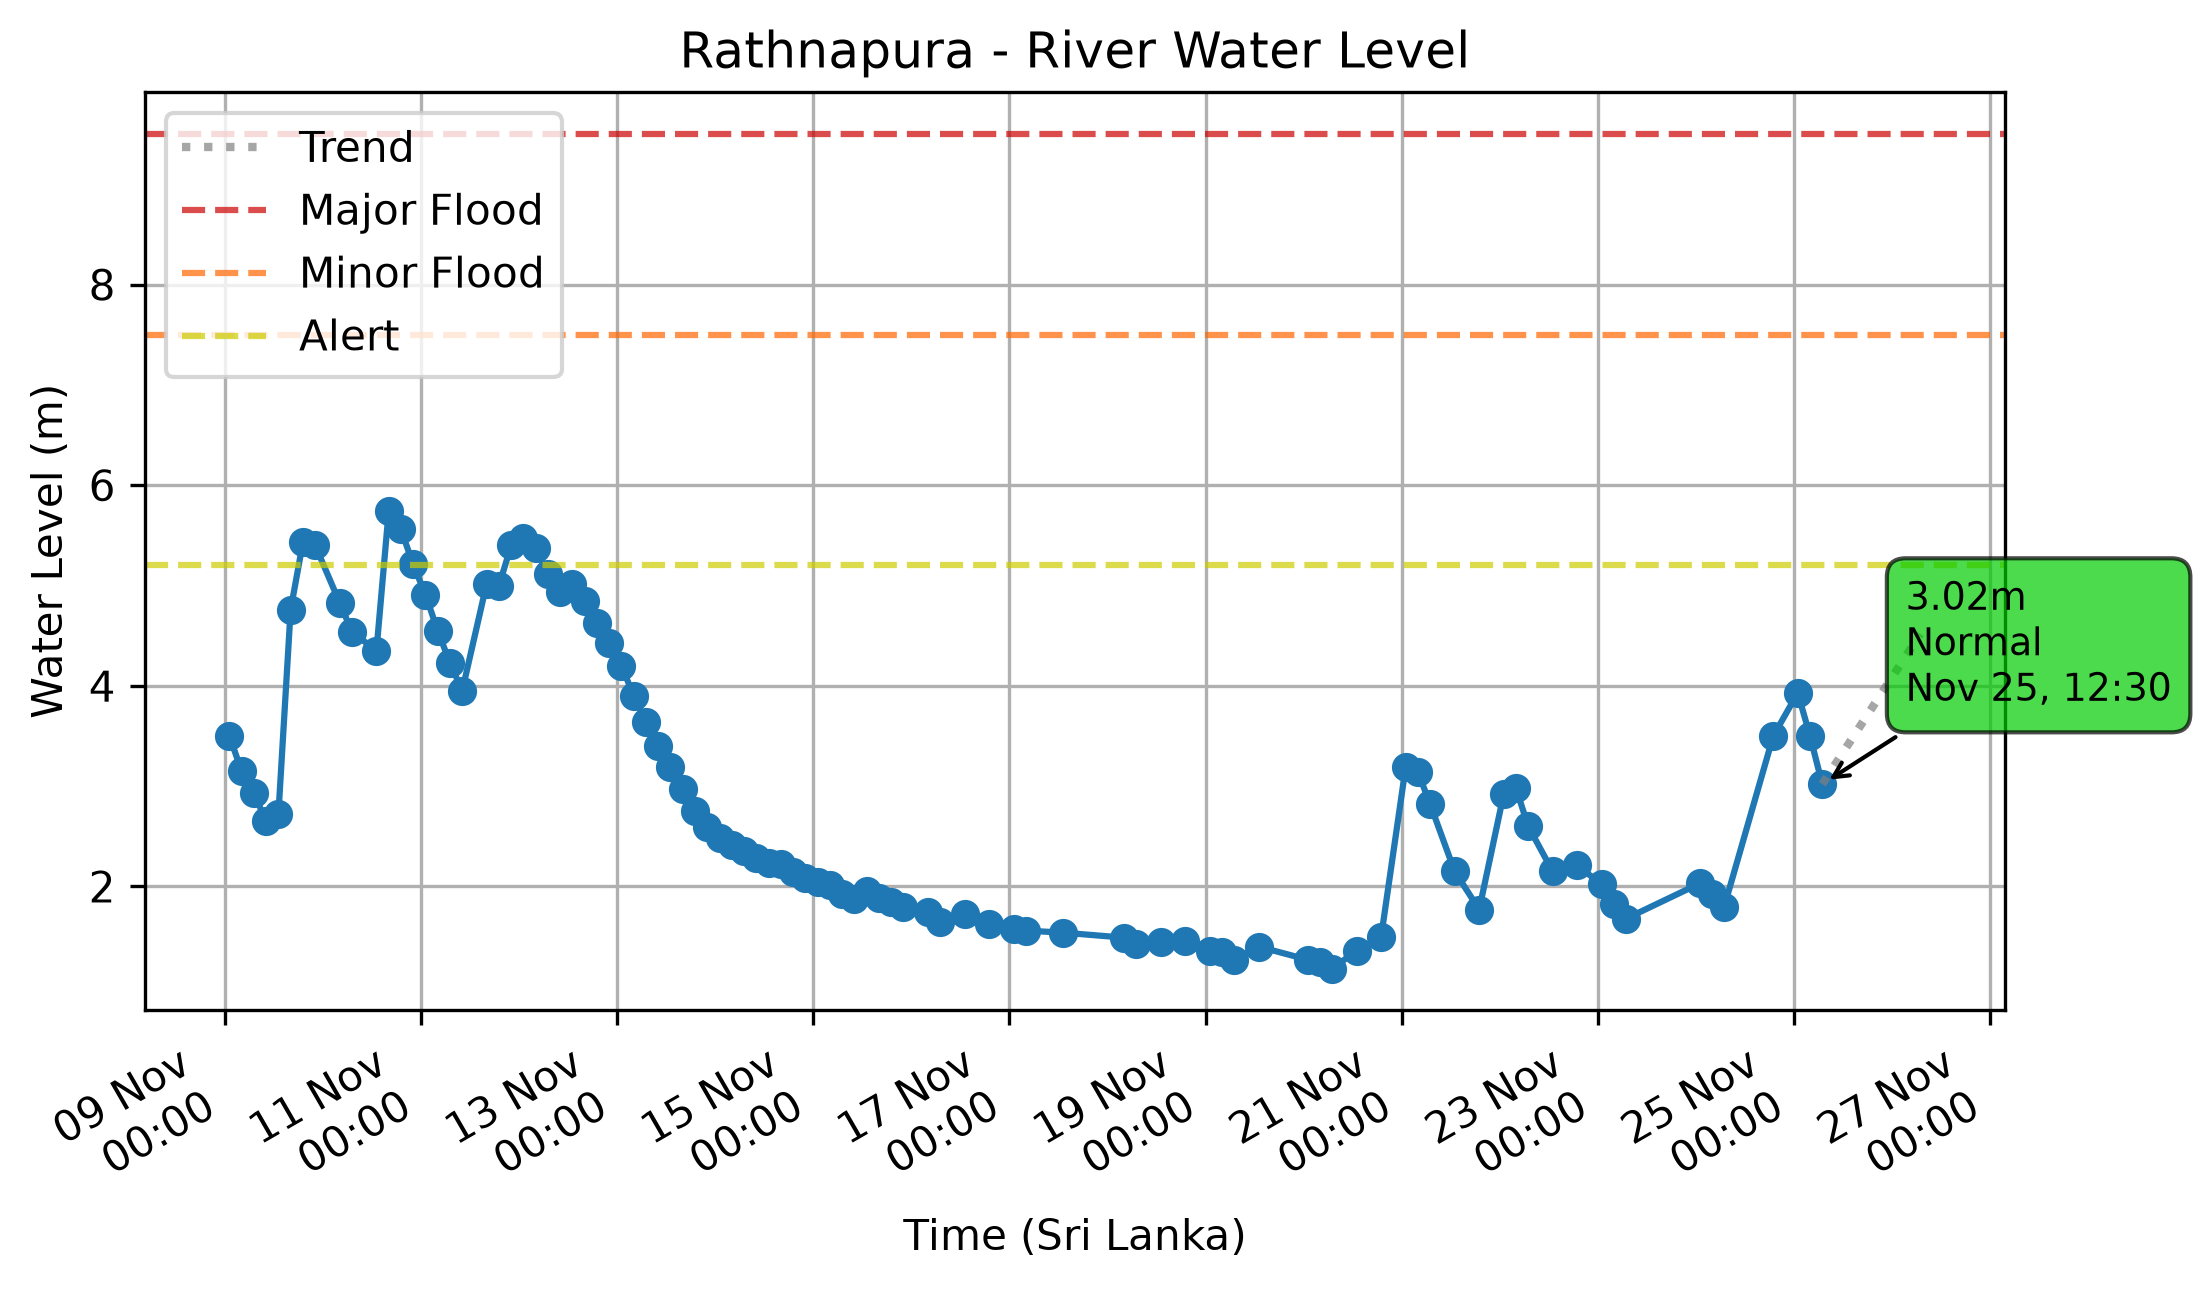 Rathnapura - River Water Level
Trend
Major Flood
Minor Flood
Alert
Water Level (m)
8
6
4
2
3.02m
Normal
Nov 25, 12:30
09 Nov
00:00
11 Nov
00:00
13 Nov
00:00
15 Nov
00:00
17 Nov
00:00
19 Nov
00:00
21 Nov
00:00
23 Nov
00:00
25 Nov
00:00
27 Nov
00:00
Time (Sri Lanka)